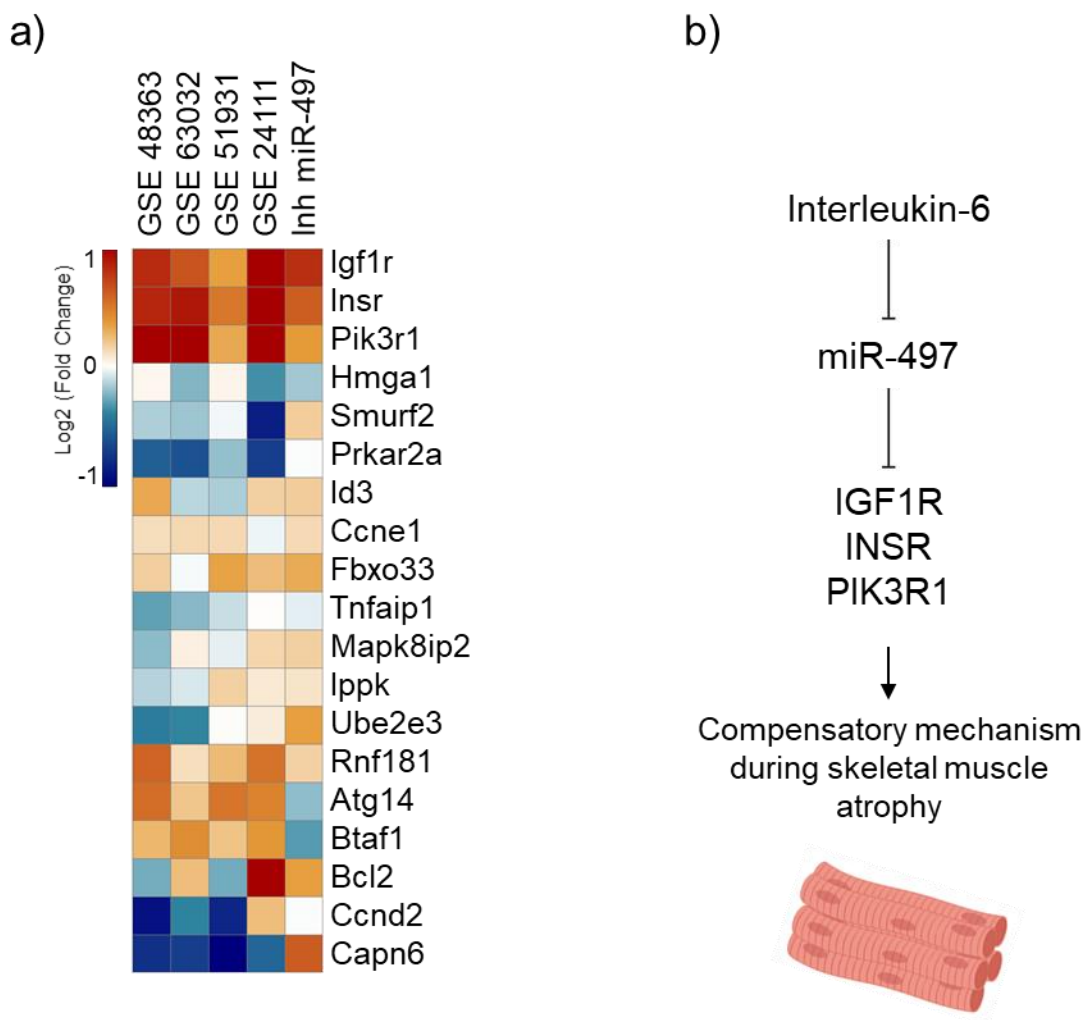 a)
GSE 48363
GSE 63032
GSE 51931
GSE 24111
Inh miR-497
Log2 (Fold Change)
1
0
-1
Igf1r
Insr
Pik3r1
Hmga1
Smurf2
Prkar2a
Id3
Ccne1
Fbxo33
Tnfaip1
Mapk8ip2
Ippk
Ube2e3
Rnf181
Atg14
Btaf1
Bcl2
Ccnd2
Capn6
b)
Interleukin-6
miR-497
IGF1R
INSR
PIK3R1
Compensatory mechanism
during skeletal muscle
atrophy